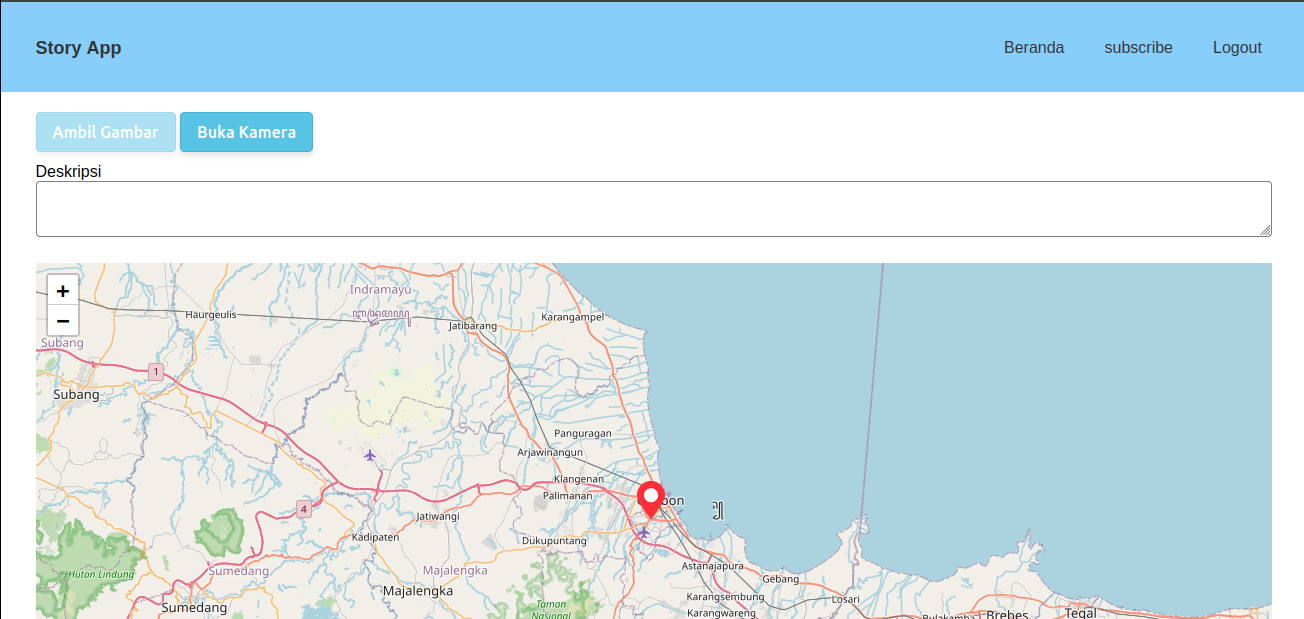 Story App
Beranda
subscribe
Logout
Ambil Gambar
Buka Kamera
Deskripsi
+
−
Indramayu
Haurgeulis
Karangampel
Jatibarang
Subang
1
Subang
Panguragan
Arjawinangun
Klangenan
Palimanan
4
Jatiwangi
Kadipaten
Dukupuntang
Astanajapura
Gebang
Hutan Lindung
Sumedang
Majalengka
Majalengka
Karangsembung
Losari
Sumedang
Taman
Nasional
Karangwareng
Bulakamba
Brebes
Tegal